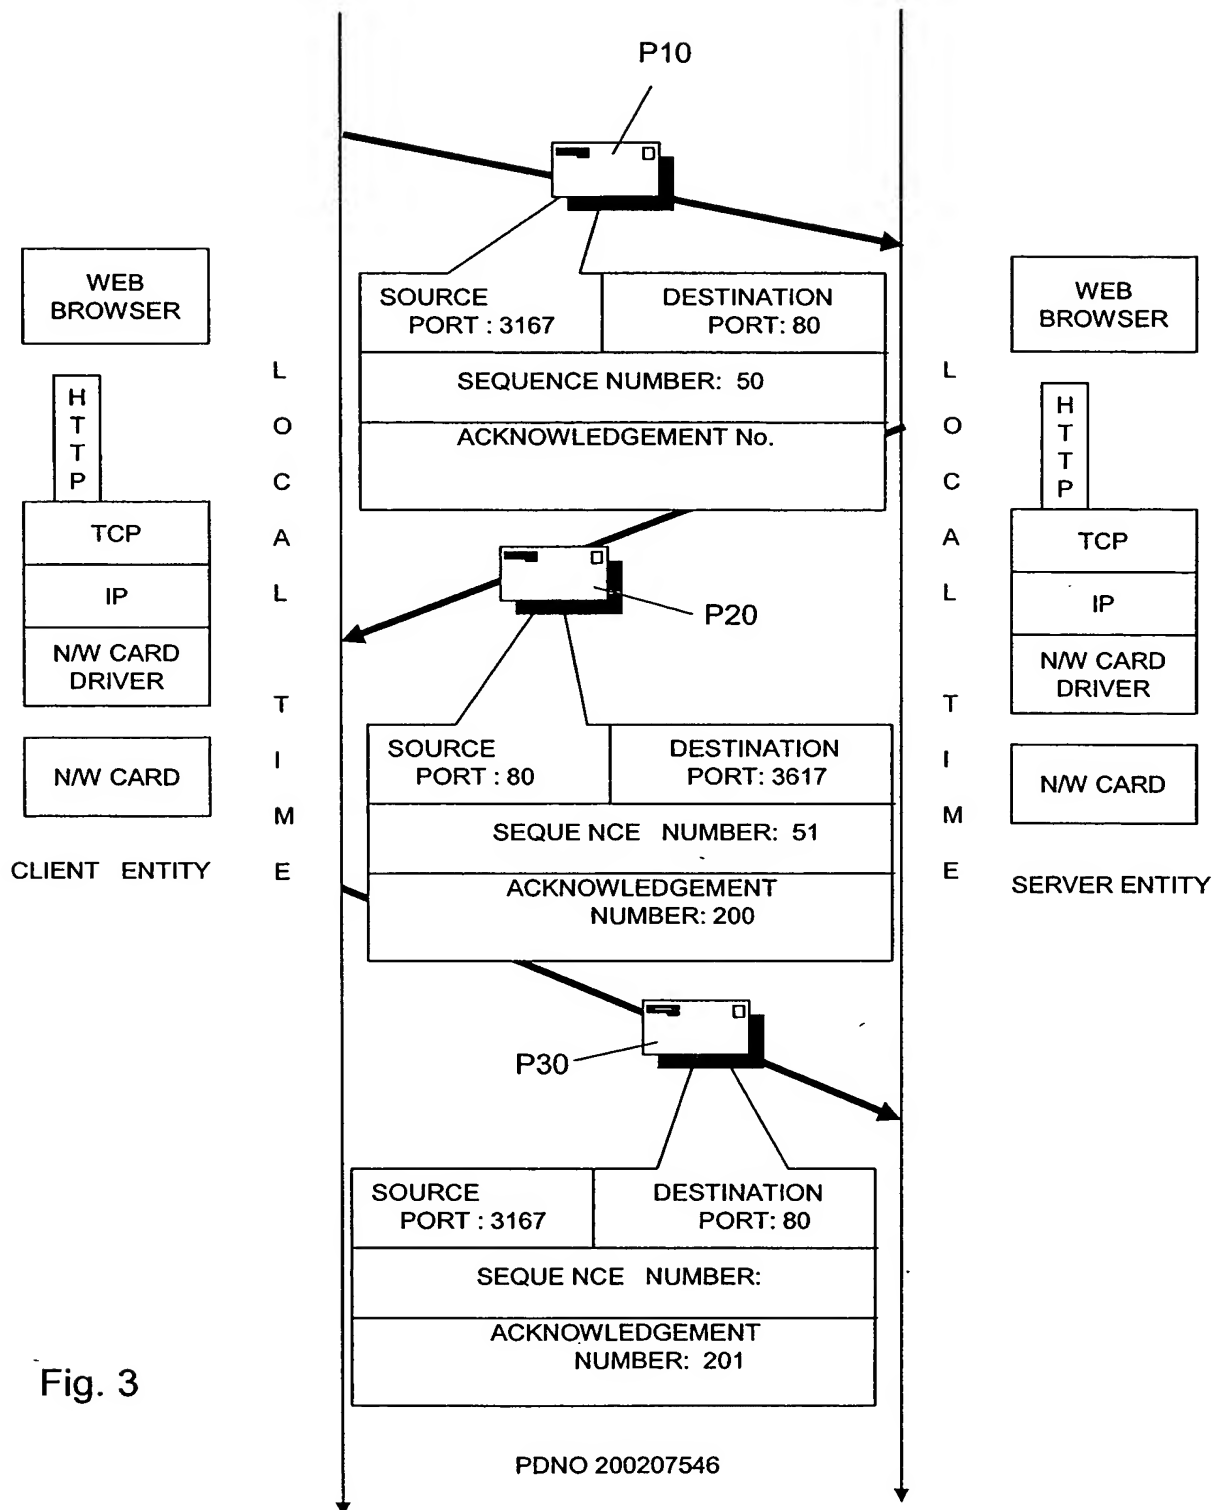 P10
WEB
BROWSER
H
T
T
P
TCP
IP
N/W CARD
DRIVER
N/W CARD
CLIENT ENTITY
L
O
C
A
L
T
I
M
E
SOURCE
PORT : 3167
DESTINATION
PORT: 80
SEQUENCE NUMBER: 50
ACKNOWLEDGEMENT No.
P20
SOURCE
PORT : 80
DESTINATION
PORT: 3617
SEQUE NCE NUMBER: 51
ACKNOWLEDGEMENT
NUMBER: 200
P30
SOURCE
PORT : 3167
DESTINATION
PORT: 80
SEQUE NCE NUMBER:
ACKNOWLEDGEMENT
NUMBER: 201
L
O
C
A
L
T
I
M
E
WEB
BROWSER
H
T
T
P
TCP
IP
N/W CARD
DRIVER
N/W CARD
SERVER ENTITY
Fig. 3
PDNO 200207546